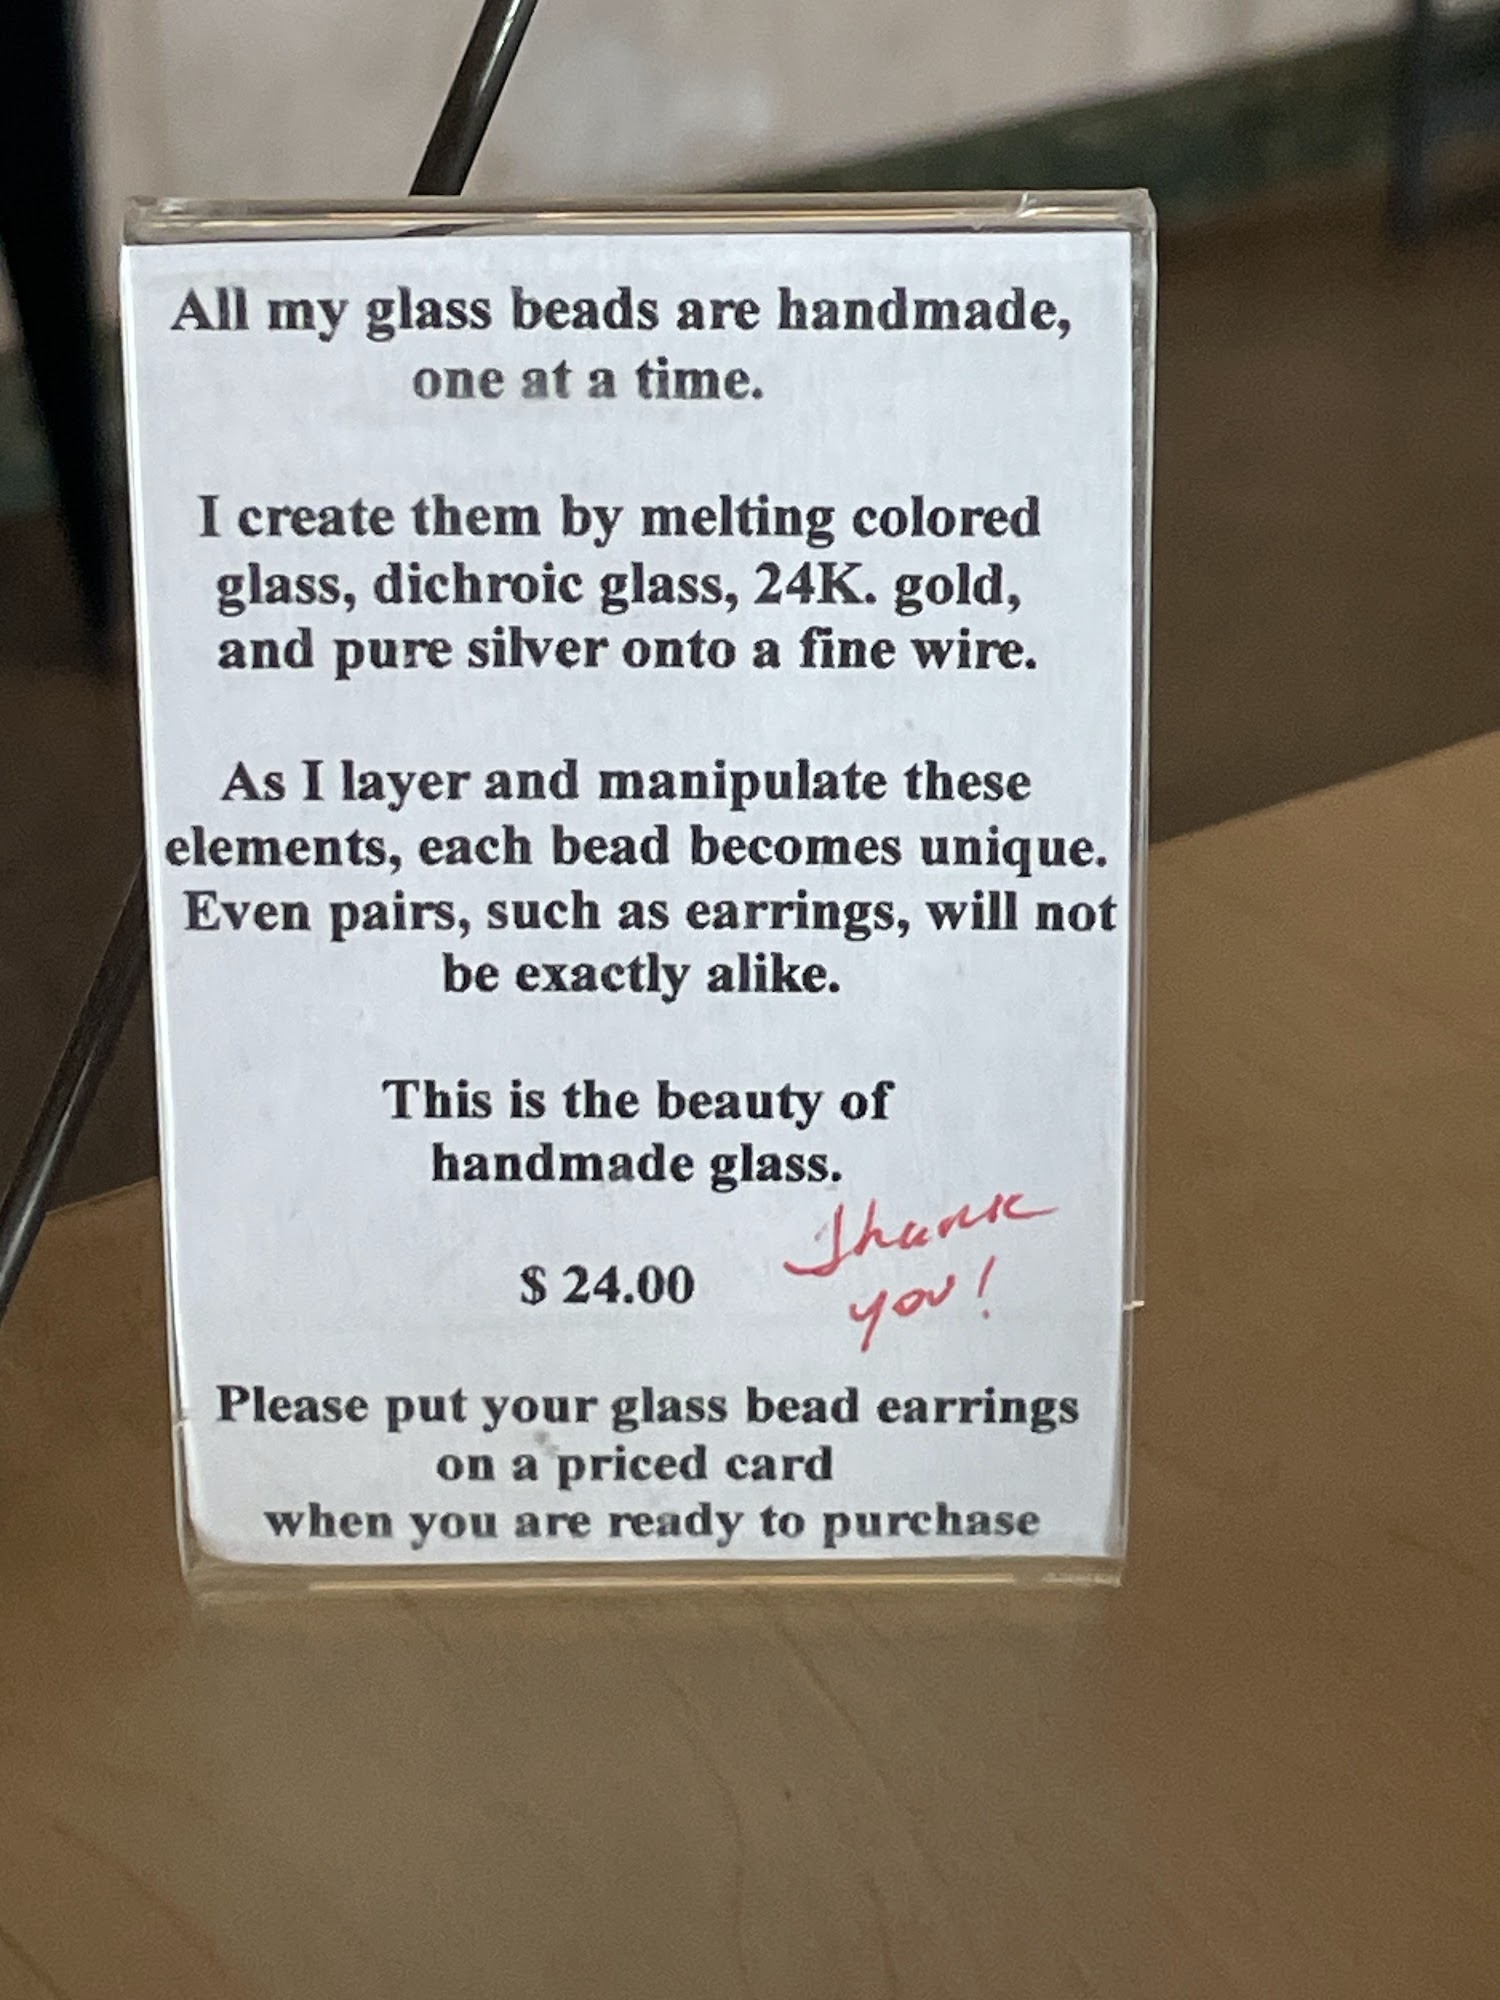 All my glass beads are handmade,
one at a time.
I create them by melting colored
glass, dichroic glass, 24K. gold,
and pure silver onto a fine wire.
As I layer and manipulate these
elements, each bead becomes unique.
Even pairs, such as earrings, will not
be exactly alike.
This is the beauty of
handmade glass.
$ 24.00
Thank
you!
Please put your glass bead earrings
on a priced card
when you are ready to purchase